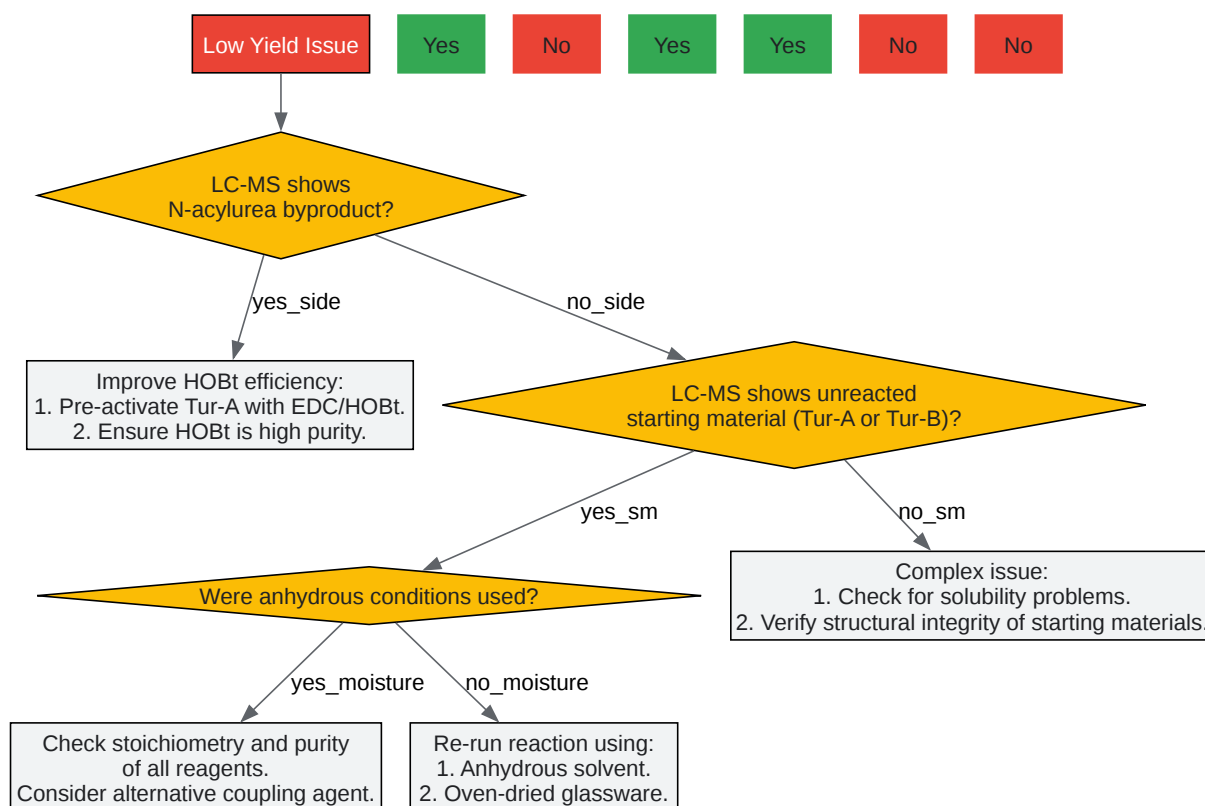 Low Yield Issue
Yes
No
Yes
Yes
No
No
LC-MS shows
N-acylurea byproduct?
yes_side
no_side
Improve HOBt efficiency:
1. Pre-activate Tur-A with EDC/HOBt.
2. Ensure HOBt is high purity.
LC-MS shows unreacted
starting material (Tur-A or Tur-B)?
yes_sm
no_sm
Were anhydrous conditions used?
Complex issue:
1. Check for solubility problems.
2. Verify structural integrity of starting materials.
yes_moisture
no_moisture
Check stoichiometry and purity
of all reagents.
Consider alternative coupling agent.
Re-run reaction using:
1. Anhydrous solvent.
2. Oven-dried glassware.